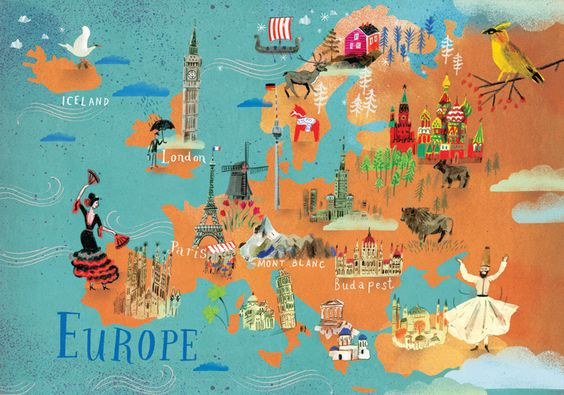 ICELAND
London
Paris
MONT BLANC
Budapest
EUROPE